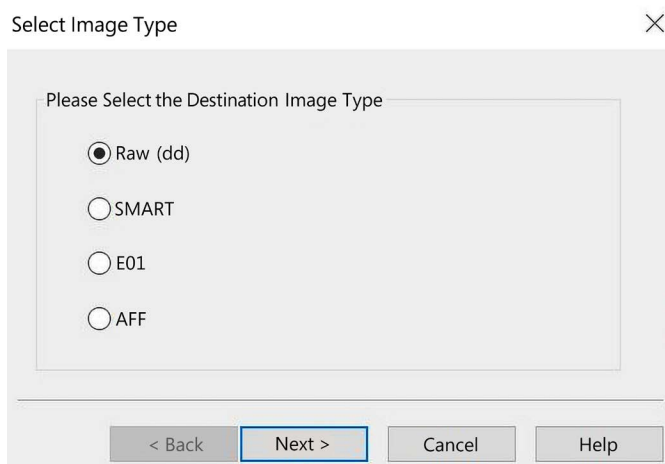 Select Image Type
Please Select the Destination Image Type
Raw (dd)
SMART
E01
AFF
< Back Next > Cancel Help